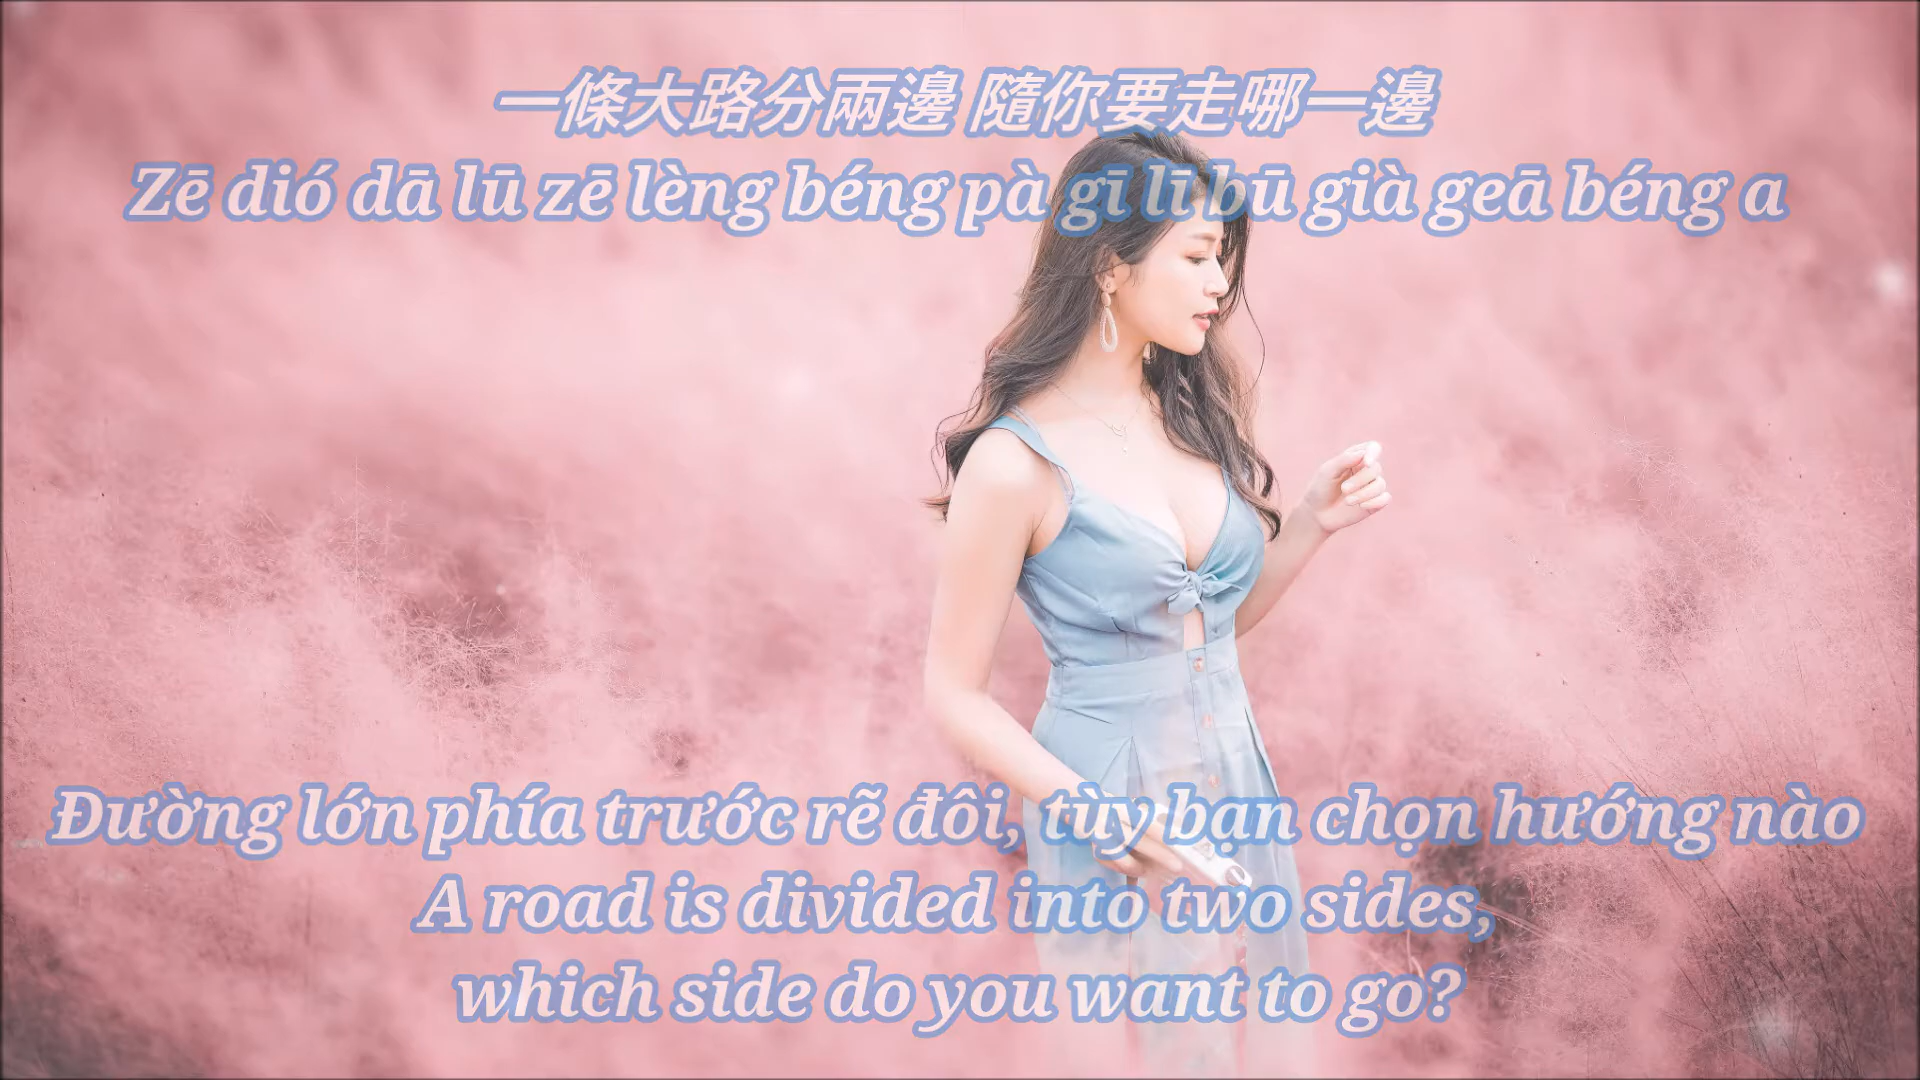 一條大路分兩邊 隨你要走哪一邊
Zē dió dā lū zē lèng béng pà gī lī bū già geā béng a
Đường lớn phía trước rẽ đôi, tùy bạn chọn hướng nào
A road is divided into two sides,
which side do you want to go?